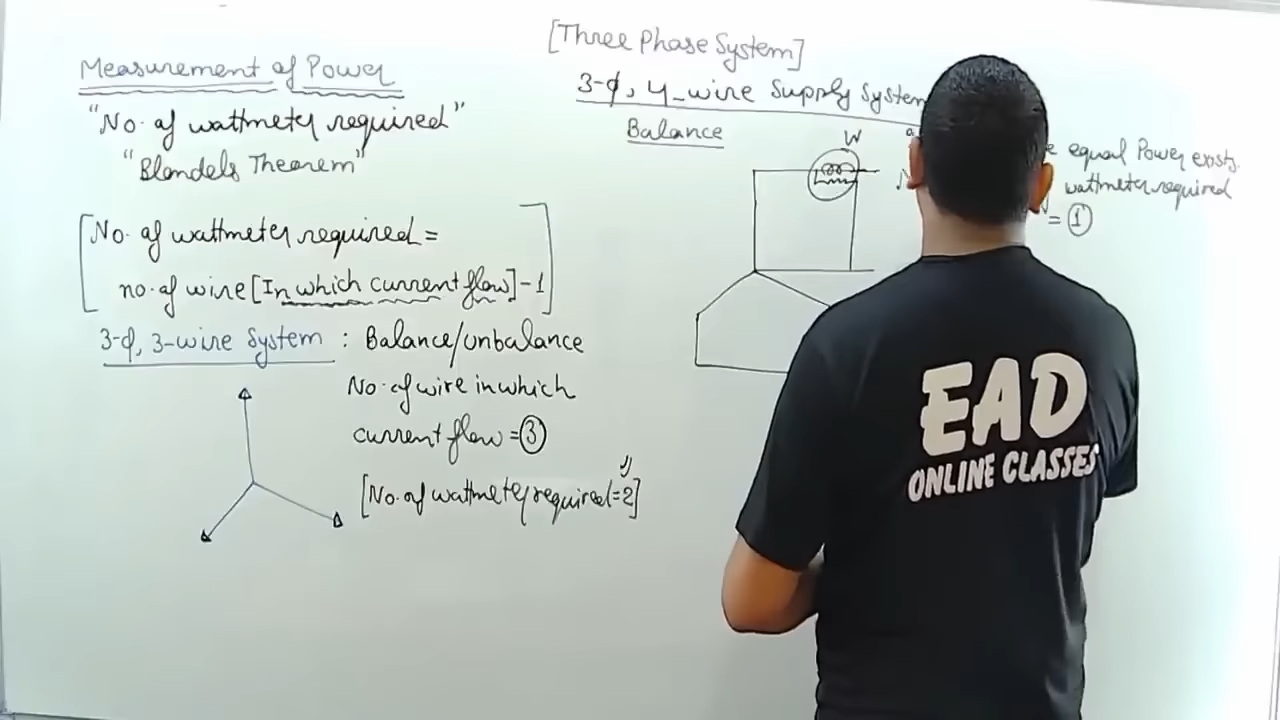 Measurement of Power
"No. of wattmeter required"
"Blondels Theorem"
[No. of wattmeter required =
no. of wire [In which current flow] - 1]
3-ϕ, 3-wire System : Balance/unbalance
No. of wire in which
current flow = ③
[No. of wattmeter required = 2]
[Three Phase System]
3-ϕ, 4-wire Supply System
Balance
W
equal Power exists.
wattmeter required
= ①
EAD
ONLINE CLASSES